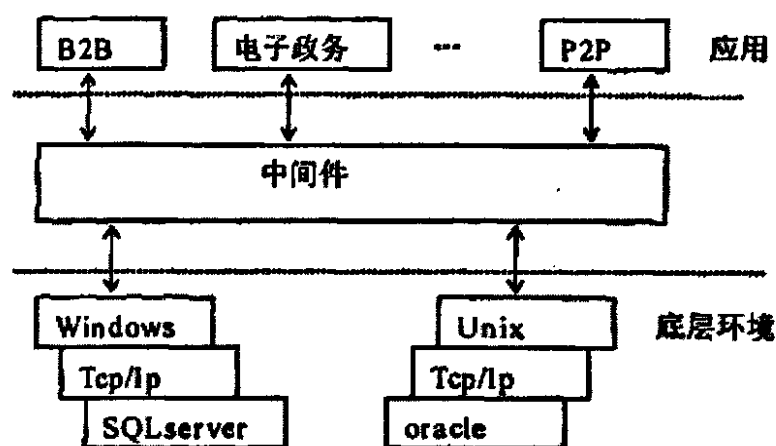 B2B 电子政务 ... P2P 应用
中间件
Windows Unix 底层环境
Tcp/Ip Tcp/Ip
SQLserver oracle